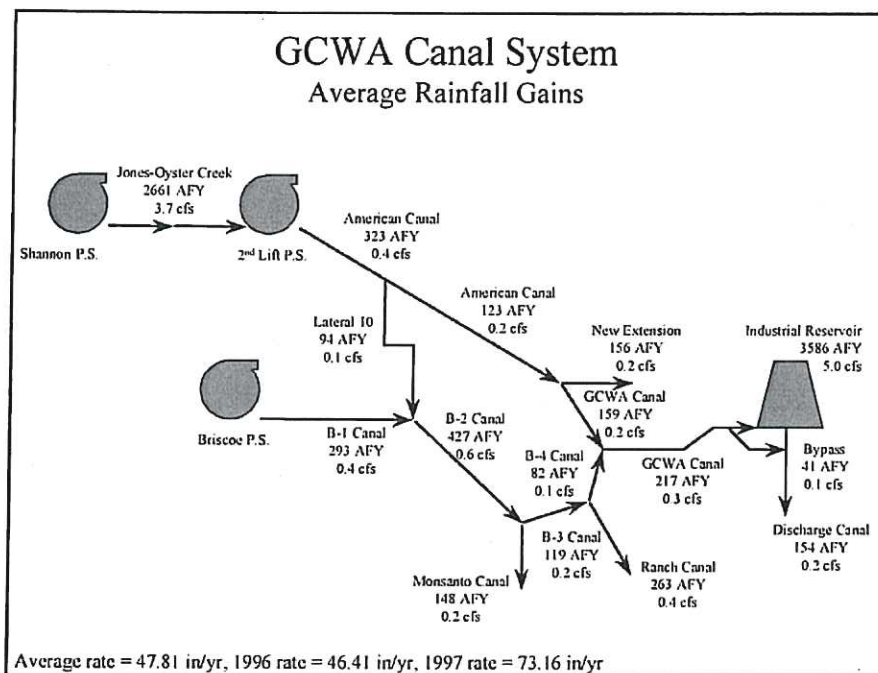 GCWA Canal System
Average Rainfall Gains
Jones-Oyster Creek
2661 AFY
3.7 cfs
Shannon P.S.
2nd Lift P.S.
American Canal
323 AFY
0.4 cfs
American Canal
123 AFY
0.2 cfs
Lateral 10
94 AFY
0.1 cfs
New Extension
156 AFY
0.2 cfs
Industrial Reservoir
3586 AFY
5.0 cfs
GCWA Canal
159 AFY
0.2 cfs
Briscoe P.S.
B-1 Canal
293 AFY
0.4 cfs
B-2 Canal
427 AFY
0.6 cfs
B-4 Canal
82 AFY
0.1 cfs
GCWA Canal
217 AFY
0.3 cfs
Bypass
41 AFY
0.1 cfs
B-3 Canal
119 AFY
0.2 cfs
Discharge Canal
154 AFY
0.2 cfs
Monsanto Canal
148 AFY
0.2 cfs
Ranch Canal
263 AFY
0.4 cfs
Average rate = 47.81 in/yr, 1996 rate = 46.41 in/yr, 1997 rate = 73.16 in/yr